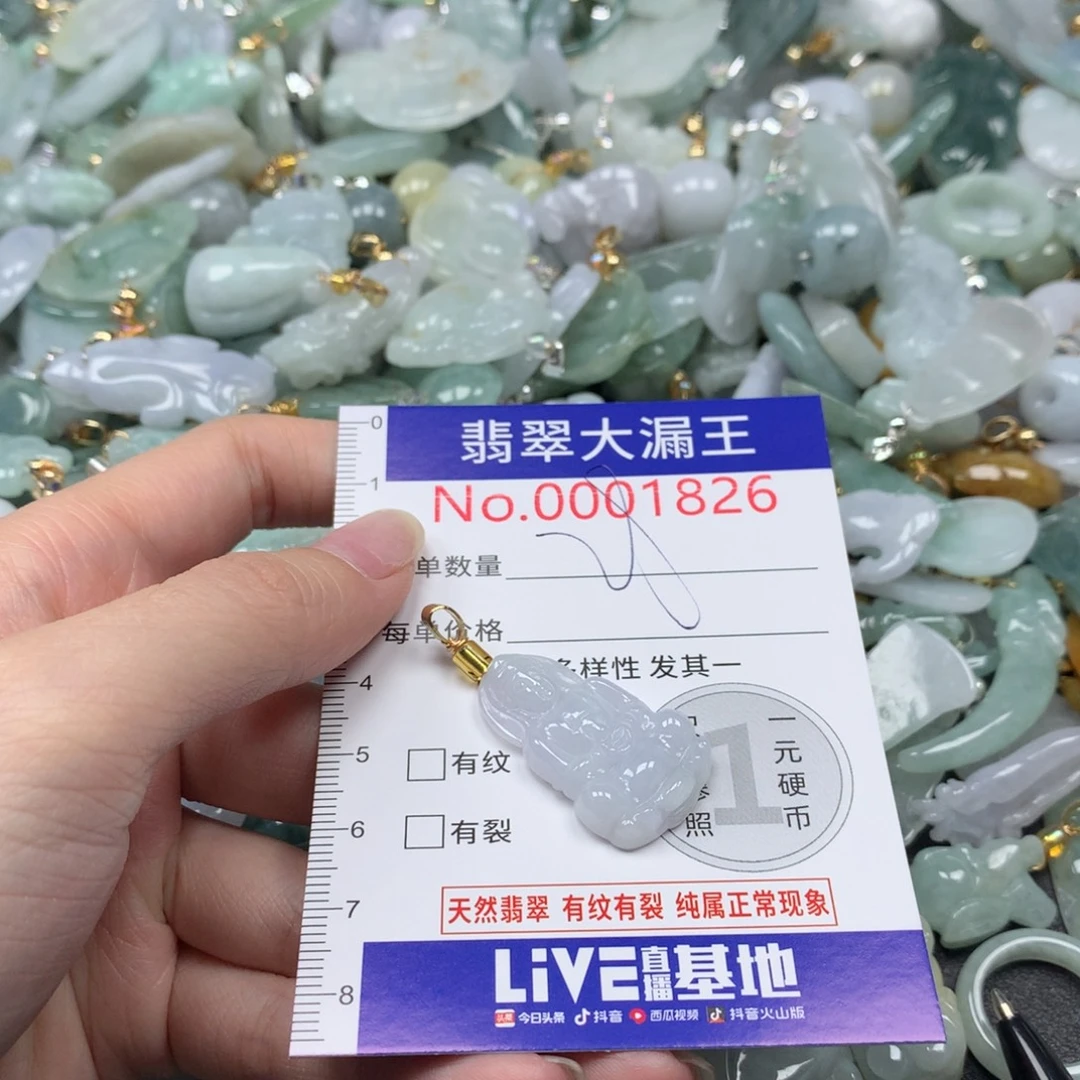 0
翡翠大漏王
1
No.0001826
单数量
每单价格
多样性 发其一
4
一元硬币
照
1
5
有纹
6
有裂
7
天然翡翠 有纹有裂 纯属正常现象
8
LiVE直播基地
头条 今日头条 抖音 西瓜视频 抖音火山版